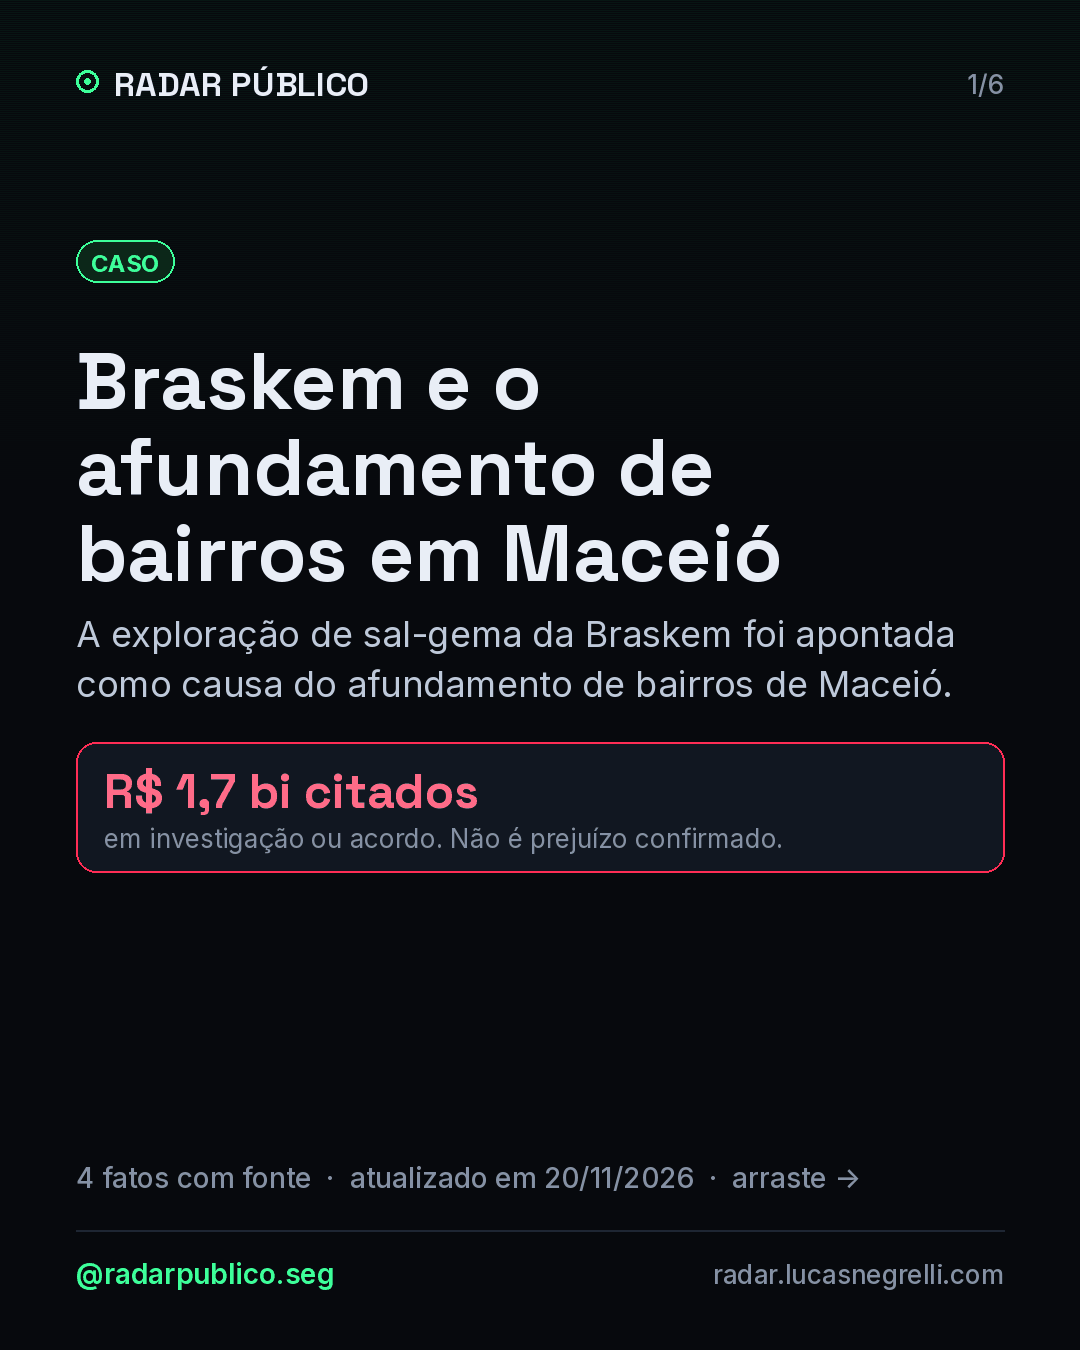 RADAR PÚBLICO
1/6
CASO
Braskem e o
afundamento de
bairros em Maceió
A exploração de sal-gema da Braskem foi apontada
como causa do afundamento de bairros de Maceió.
R$ 1,7 bi citados
em investigação ou acordo. Não é prejuízo confirmado.
4 fatos com fonte · atualizado em 20/11/2026 · arraste →
@radarpublico.seg
radar.lucasnegrelli.com